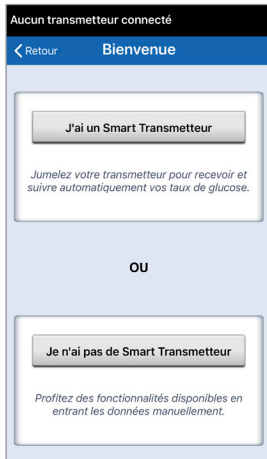 Aucun transmetteur connecté
Retour
Bienvenue
J'ai un Smart Transmetteur
Jumelez votre transmetteur pour recevoir et
suivre automatiquement vos taux de glucose.
OU
Je n'ai pas de Smart Transmetteur
Profitez des fonctionnalités disponibles en
entrant les données manuellement.